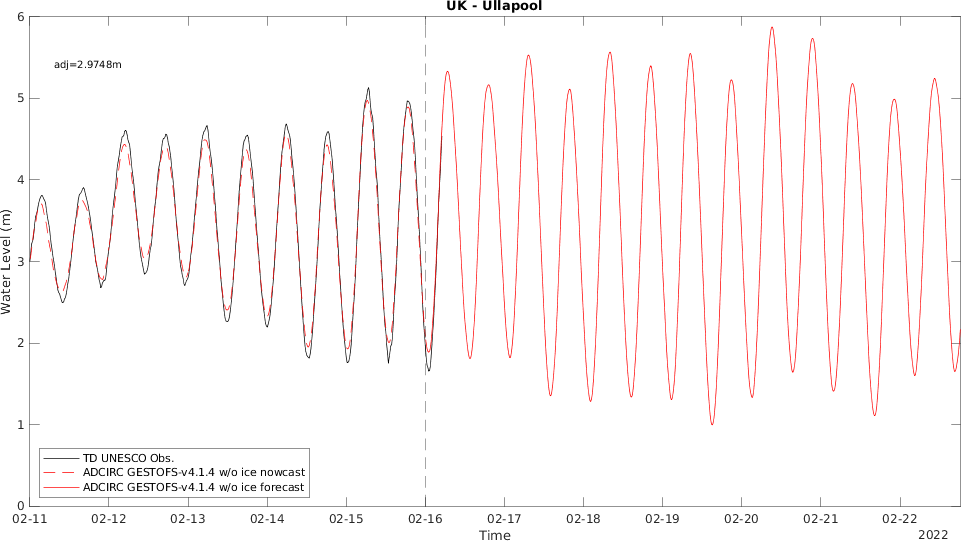 UK - Ullapool
adj=2.9748m
Water Level (m)
6
5
4
3
2
1
0
TD UNESCO Obs.
ADCIRC GESTOFS-v4.1.4 w/o ice nowcast
ADCIRC GESTOFS-v4.1.4 w/o ice forecast
02-11 02-12 02-13 02-14 02-15 02-16 02-17 02-18 02-19 02-20 02-21 02-22
Time
2022